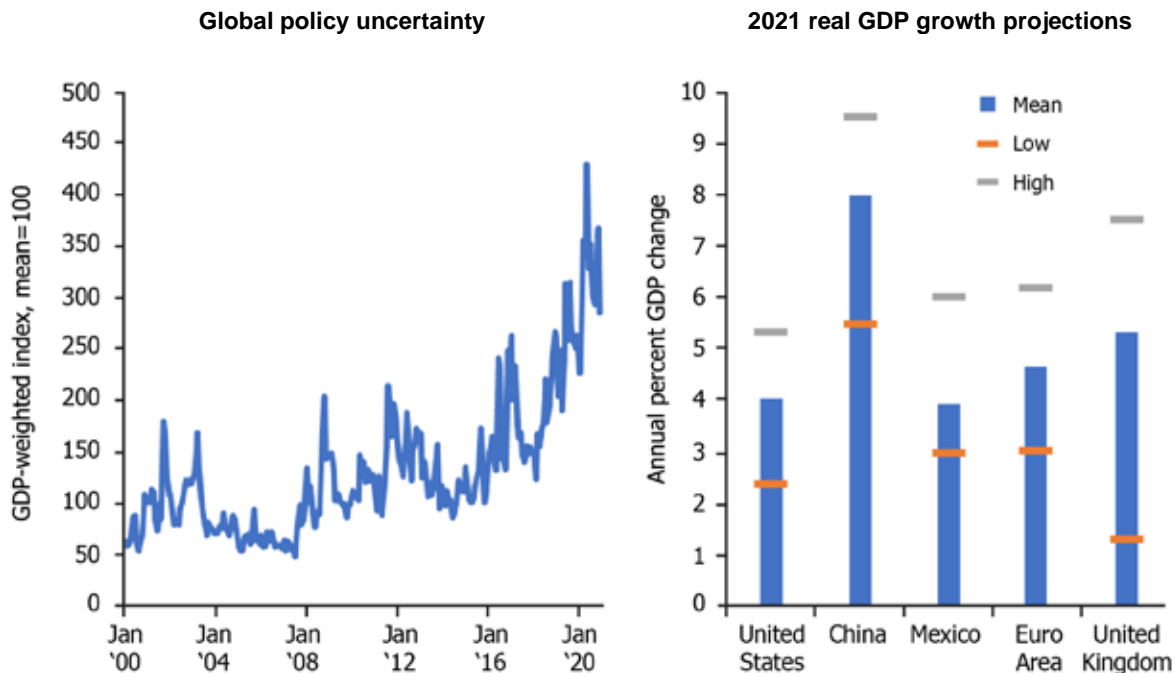 Global policy uncertainty
GDP-weighted index, mean=100
500
450
400
350
300
250
200
150
100
50
0
Jan Jan Jan Jan Jan Jan
‘00 ‘04 ‘08 ‘12 ‘16 ‘20
2021 real GDP growth projections
Annual percent GDP change
10
9
8
7
6
5
4
3
2
1
0
Mean
Low
High
United China Mexico Euro United
States Area Kingdom